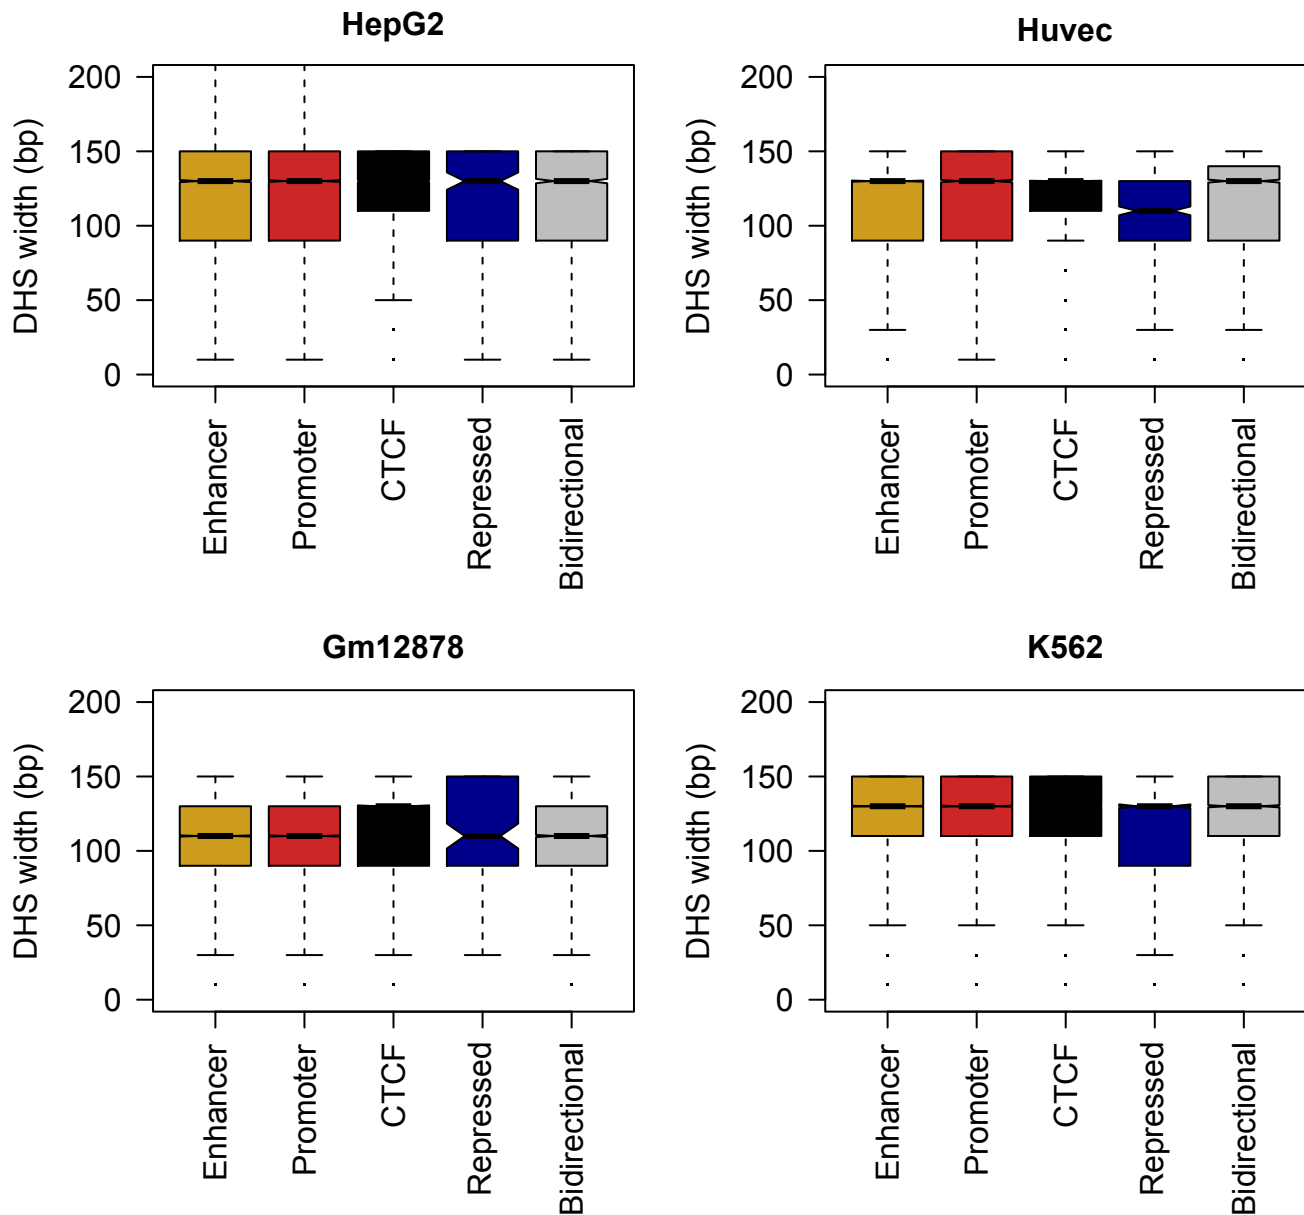 HepG2
DHS width (bp)
200
150
100
50
0
Enhancer
Promoter
CTCF
Repressed
Bidirectional
Huvec
DHS width (bp)
200
150
100
50
0
Enhancer
Promoter
CTCF
Repressed
Bidirectional
Gm12878
DHS width (bp)
200
150
100
50
0
Enhancer
Promoter
CTCF
Repressed
Bidirectional
K562
DHS width (bp)
200
150
100
50
0
Enhancer
Promoter
CTCF
Repressed
Bidirectional